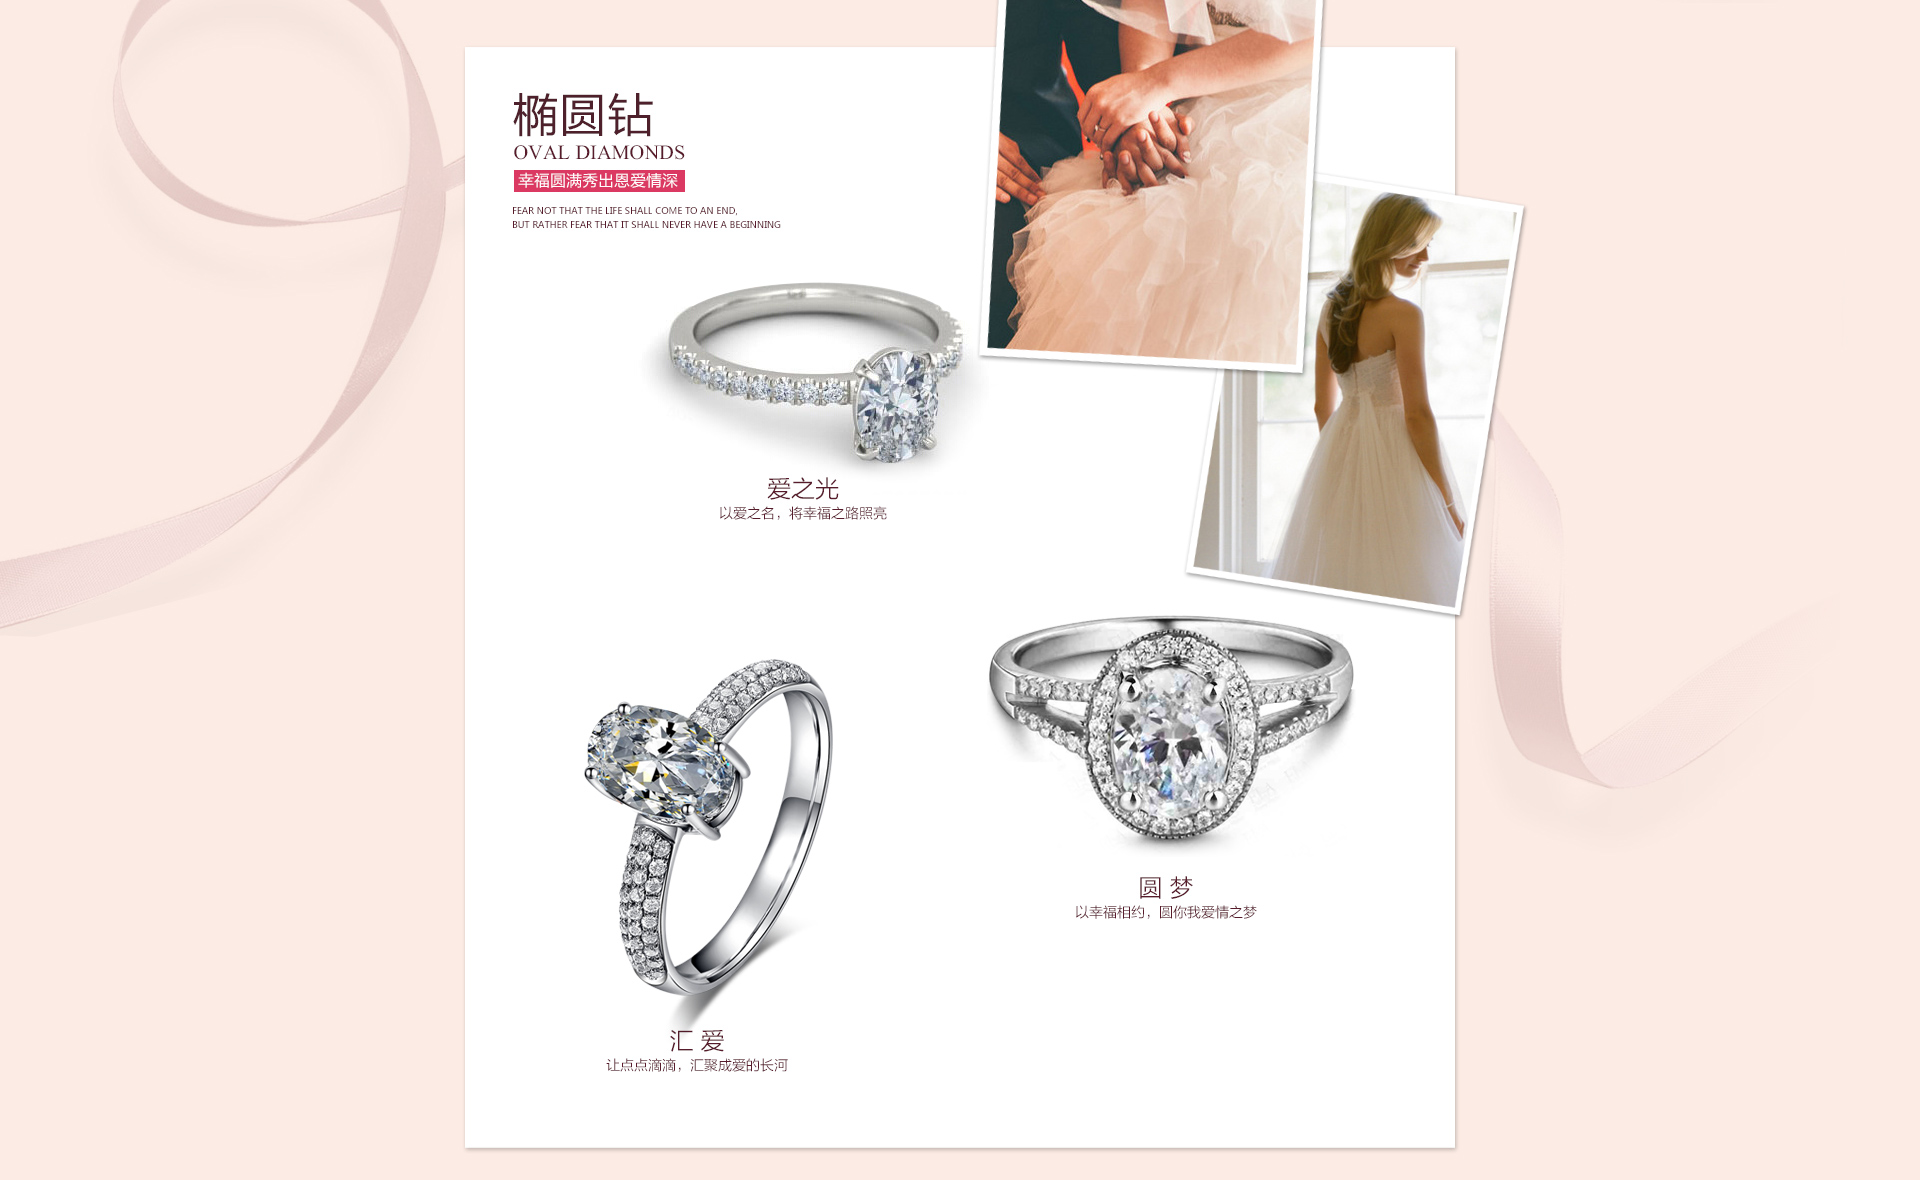 椭圆钻
OVAL DIAMONDS
幸福圆满秀出恩爱情深
FEAR NOT THAT THE LIFE SHALL COME TO AN END,
BUT RATHER FEAR THAT IT SHALL NEVER HAVE A BEGINNING
爱之光
以爱之名，将幸福之路照亮
圆 梦
以幸福相约，圆你我爱情之梦
汇 爱
让点点滴滴，汇聚成爱的长河